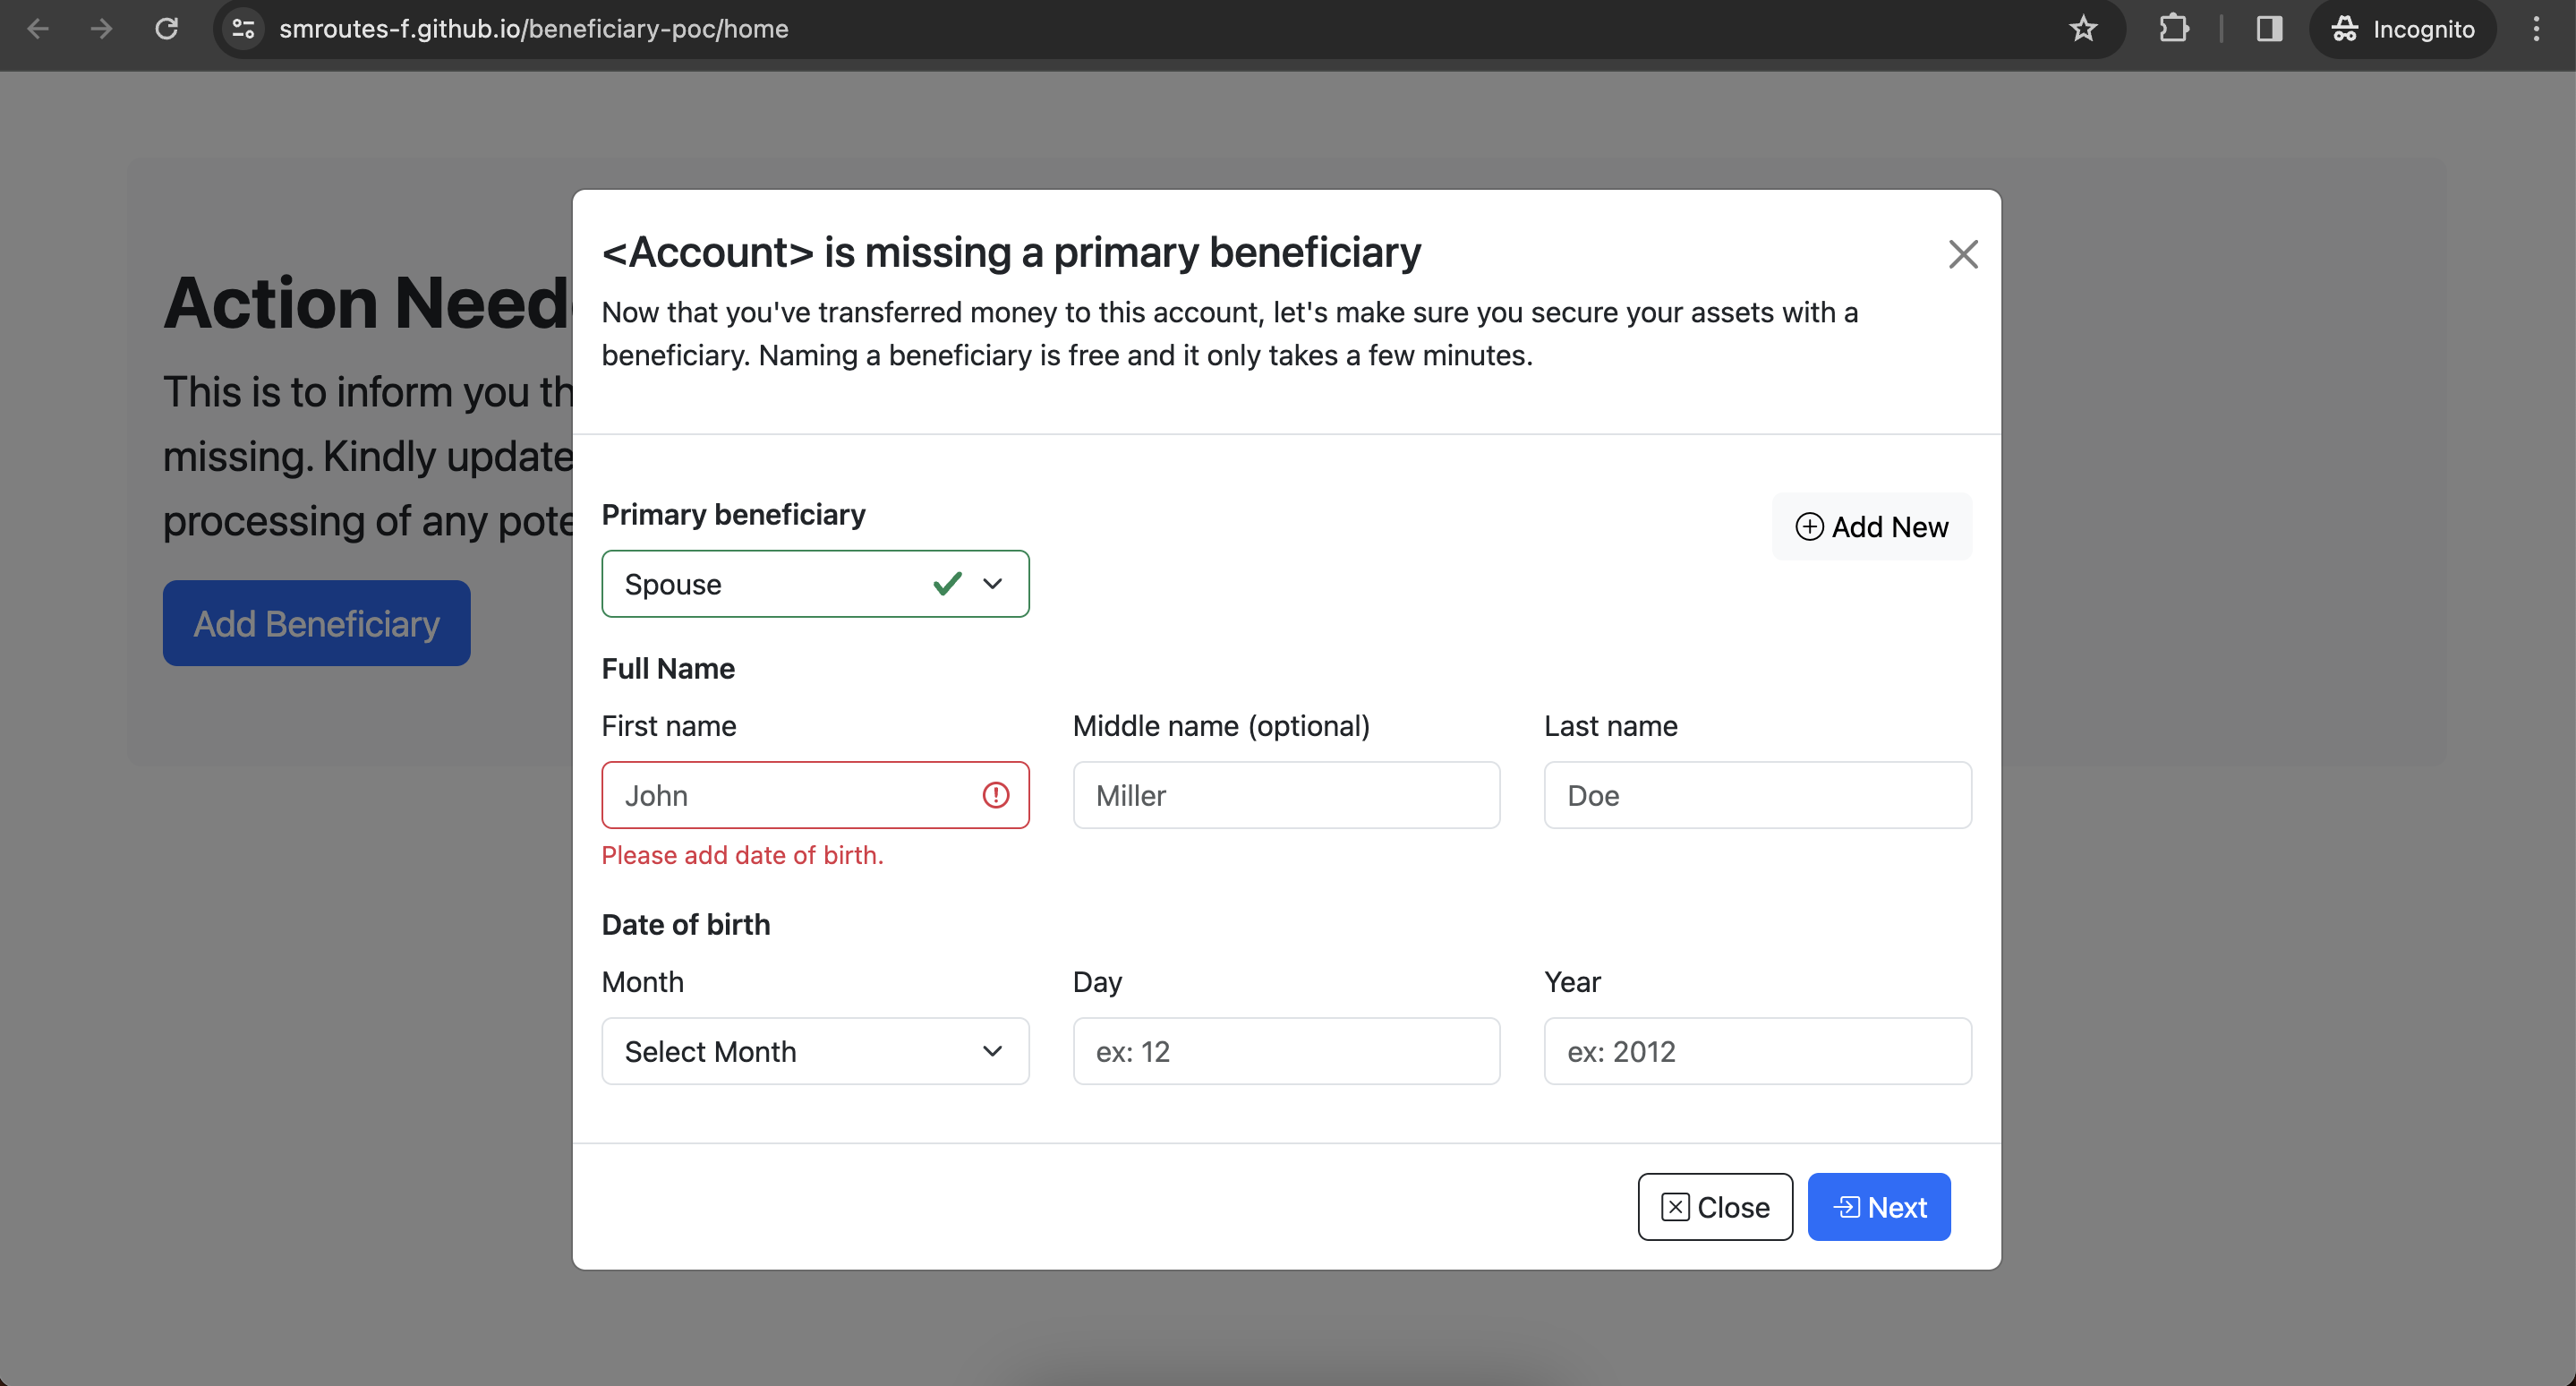 smroutes-f.github.io/beneficiary-poc/home
Incognito
Action Need
This is to inform you th
missing. Kindly update
processing of any pote
Add Beneficiary
<Account> is missing a primary beneficiary
Now that you've transferred money to this account, let's make sure you secure your assets with a
beneficiary. Naming a beneficiary is free and it only takes a few minutes.
Primary beneficiary
Add New
Spouse
Full Name
First name
Middle name (optional)
Last name
John
Miller
Doe
Please add date of birth.
Date of birth
Month
Day
Year
Select Month
ex: 12
ex: 2012
Close
Next